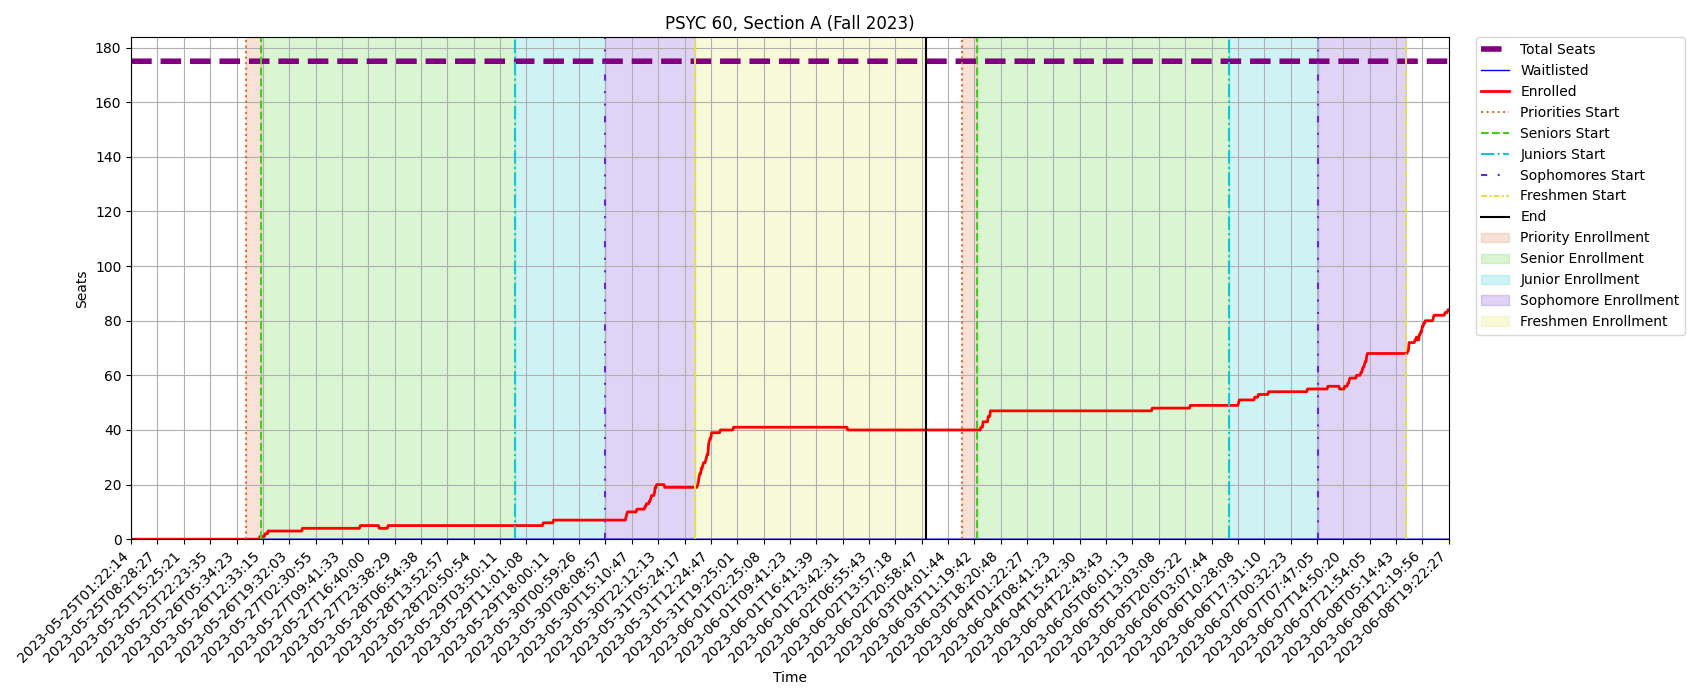 PSYC 60, Section A (Fall 2023)
Seats
180
160
140
120
100
80
60
40
20
0
2023-05-25T01:22:14
2023-05-25T08:28:27
2023-05-25T15:25:21
2023-05-25T22:23:35
2023-05-26T05:34:23
2023-05-26T12:33:15
2023-05-26T19:32:03
2023-05-27T02:30:55
2023-05-27T09:41:33
2023-05-27T16:40:00
2023-05-27T23:38:29
2023-05-28T06:54:38
2023-05-28T13:52:57
2023-05-28T20:50:54
2023-05-29T03:50:11
2023-05-29T11:01:08
2023-05-29T18:00:11
2023-05-30T00:59:26
2023-05-30T08:08:57
2023-05-30T15:10:47
2023-05-30T22:12:13
2023-05-31T05:24:17
2023-05-31T12:24:47
2023-05-31T19:25:01
2023-06-01T02:25:08
2023-06-01T09:41:23
2023-06-01T16:41:39
2023-06-01T23:42:31
2023-06-02T06:55:43
2023-06-02T13:57:18
2023-06-02T20:58:47
2023-06-03T04:01:44
2023-06-03T11:19:42
2023-06-03T18:20:48
2023-06-04T01:22:27
2023-06-04T08:41:23
2023-06-04T15:42:30
2023-06-04T22:43:43
2023-06-05T06:01:13
2023-06-05T13:03:08
2023-06-05T20:05:22
2023-06-06T03:07:44
2023-06-06T10:28:08
2023-06-06T17:31:10
2023-06-07T00:32:23
2023-06-07T07:47:05
2023-06-07T14:50:20
2023-06-07T21:54:05
2023-06-08T05:14:43
2023-06-08T12:19:56
2023-06-08T19:22:27
Time
Total Seats
Waitlisted
Enrolled
Priorities Start
Seniors Start
Juniors Start
Sophomores Start
Freshmen Start
End
Priority Enrollment
Senior Enrollment
Junior Enrollment
Sophomore Enrollment
Freshmen Enrollment